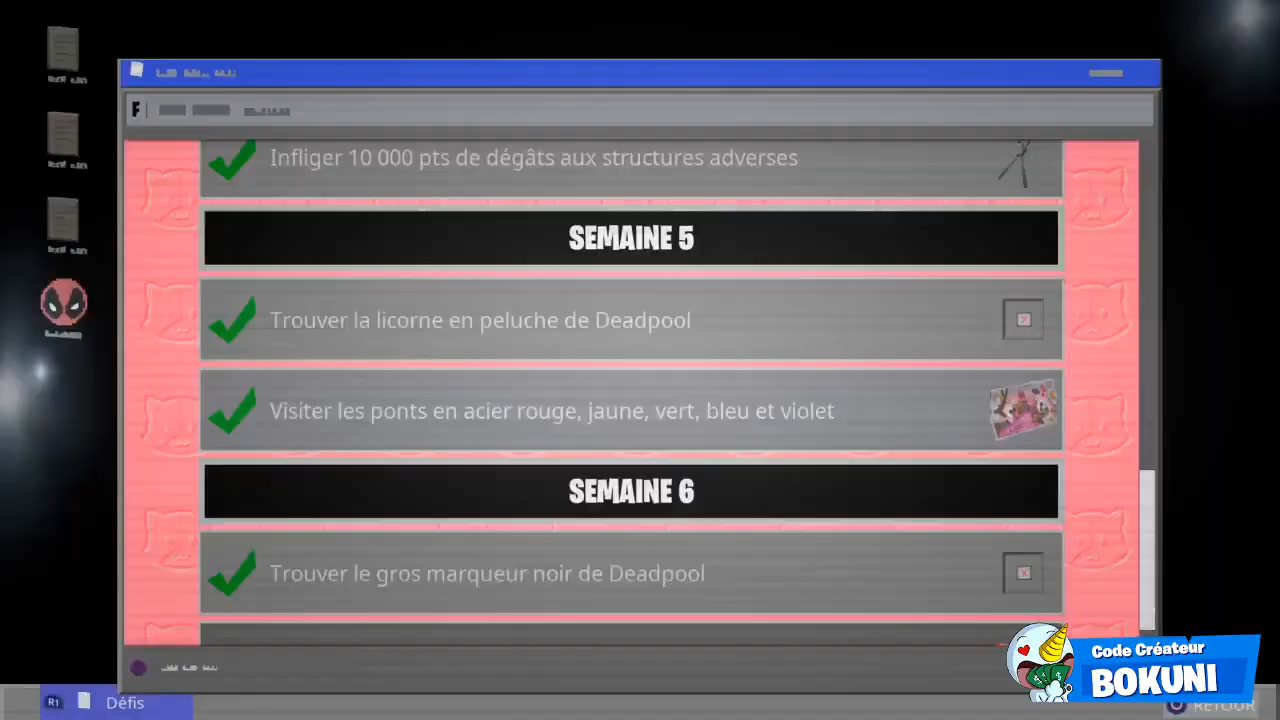 F
Infliger 10 000 pts de dégâts aux structures adverses
SEMAINE 5
Trouver la licorne en peluche de Deadpool
Visiter les ponts en acier rouge, jaune, vert, bleu et violet
SEMAINE 6
Trouver le gros marqueur noir de Deadpool
Code Créateur
BOKUNI
R1 Défis
RETOUR